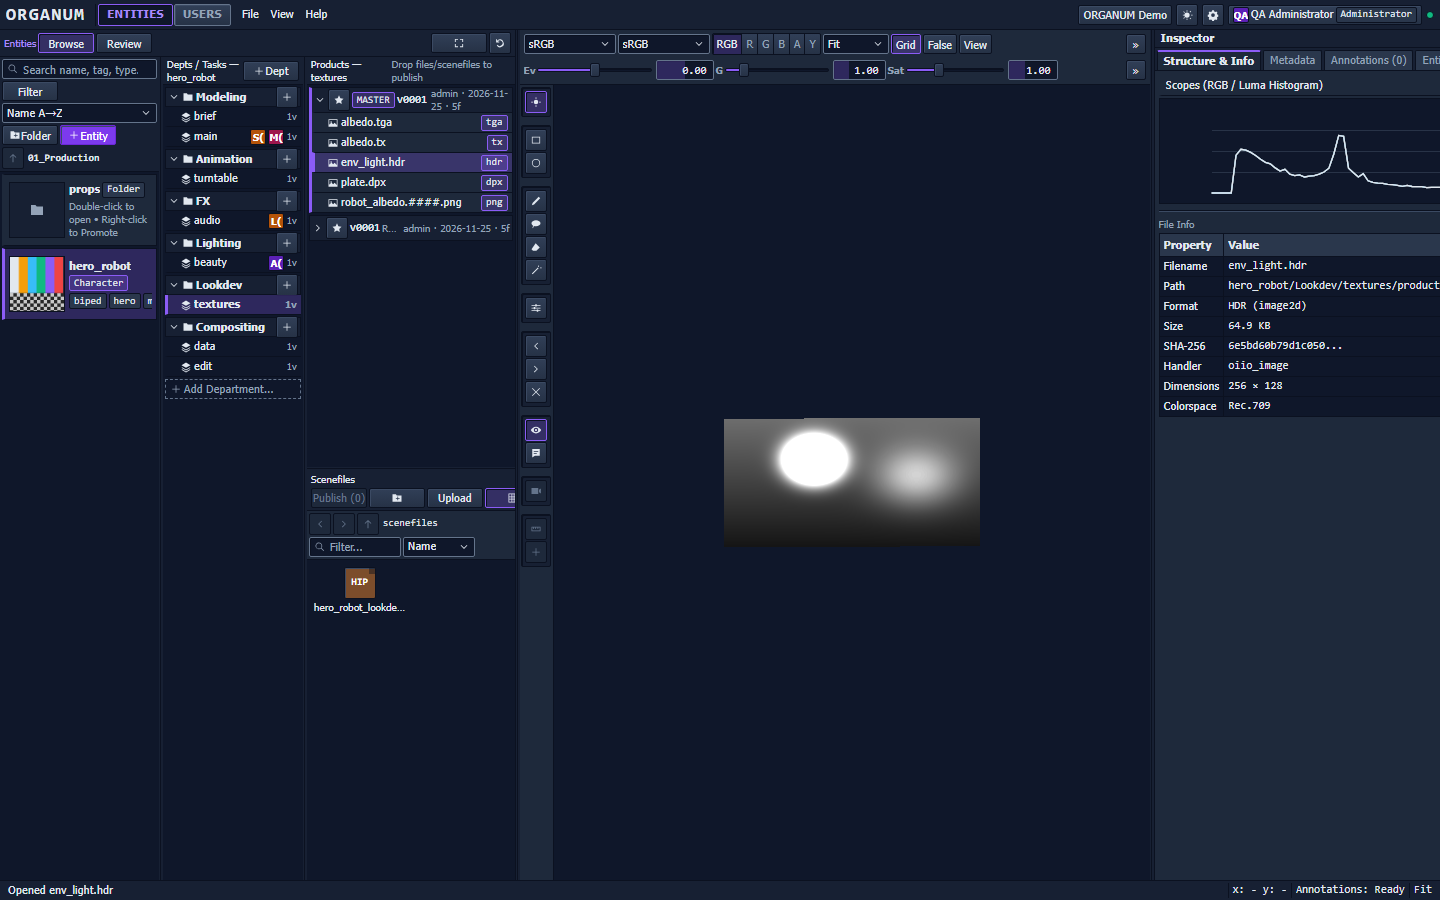 ORGANUM ENTITIES USERS File View Help ORGANUM Demo QA QA Administrator Administrator
Entities Browse Review
Search name, tag, type.
Filter
Name A→Z
Folder + Entity
01_Production
props Folder
Double-click to
open • Right-click
to Promote
hero_robot
Character
biped hero
Depts / Tasks —
hero_robot
+ Dept
Modeling
brief 1v
main S( M( 1v
Animation
turntable 1v
FX
audio L( 1v
Lighting
beauty A( 1v
Lookdev
textures 1v
Compositing
data 1v
edit 1v
+ Add Department...
Products —
textures
Drop files/scenefiles to
publish
MASTER v0001 admin · 2026-11-
25 · 5f
albedo.tga tga
albedo.tx tx
env_light.hdr hdr
plate.dpx dpx
robot_albedo.####.png png
v0001 R... admin · 2026-11-25 · 5f
Scenefiles
Publish (0) Upload
scenefiles
Filter... Name
HIP
hero_robot_lookde...
sRGB sRGB RGB R G B A Y Fit Grid False View »
Ev 0.00 G 1.00 Sat 1.00 »
Inspector
Structure & Info Metadata Annotations (0) Enti
Scopes (RGB / Luma Histogram)
File Info
Property Value
Filename env_light.hdr
Path hero_robot/Lookdev/textures/product
Format HDR (image2d)
Size 64.9 KB
SHA-256 6e5bd60b79d1c050...
Handler oiio_image
Dimensions 256 × 128
Colorspace Rec.709
Opened env_light.hdr x: - y: - Annotations: Ready Fit